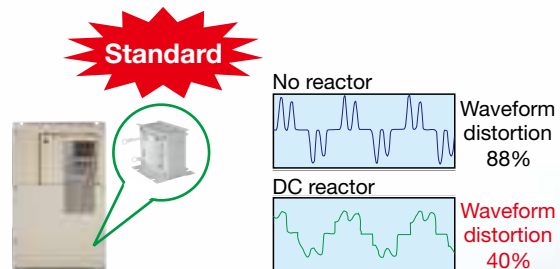 Standard
No reactor
Waveform
distortion
88%
DC reactor
Waveform
distortion
40%